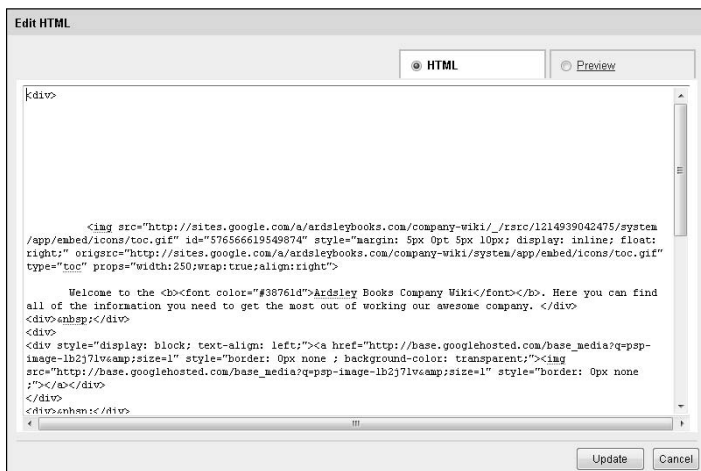 Edit HTML
HTML
Preview
<div>
<img src="http://sites.google.com/a/ardsleybooks.com/company-wiki/_/rsrc/1214939042475/system
/app/embed/icons/toc.gif" id="576566619549874" style="margin: 5px 0pt 5px 10px; display: inline; float:
right;" origsrc="http://sites.google.com/a/ardsleybooks.com/company-wiki/system/app/embed/icons/toc.gif"
type="toc" props="width:250;wrap:true;align:right">
Welcome to the <b><font color="#38761d">Ardsley Books Company Wiki</font></b>. Here you can find
all of the information you need to get the most out of working our awesome company. </div>
<div>&nbsp;</div>
<div>
<div style="display: block; text-align: left;"><a href="http://base.googlehosted.com/base_media?q=psp-
image-lb2j7lv&amp;size=1" style="border: 0px none ; background-color: transparent;"><img
src="http://base.googlehosted.com/base_media?q=psp-image-lb2j7lv&amp;size=1" style="border: 0px none
;"></a></div>
</div>
<div>&nbsp;</div>
Update
Cancel